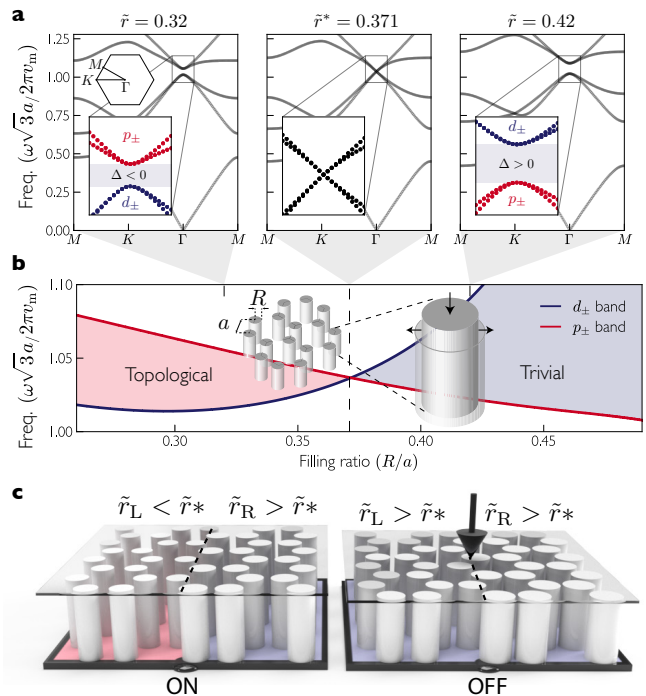 a
r̃ = 0.32
r̃* = 0.371
r̃ = 0.42
Freq. (ω√3a/2πv_m)
1.25
1.00
0.75
0.50
0.25
0.00
M
K
Γ
p±
Δ < 0
d±
d±
Δ > 0
p±
M K Γ M
M K Γ M
M K Γ M
b
Freq. (ω√3a/2πv_m)
1.10
1.05
1.00
R
a
Topological
Trivial
d± band
p± band
0.30 0.35 0.40 0.45
Filling ratio (R/a)
c
r̃_L < r̃* r̃_R > r̃*
r̃_L > r̃* r̃_R > r̃*
ON
OFF